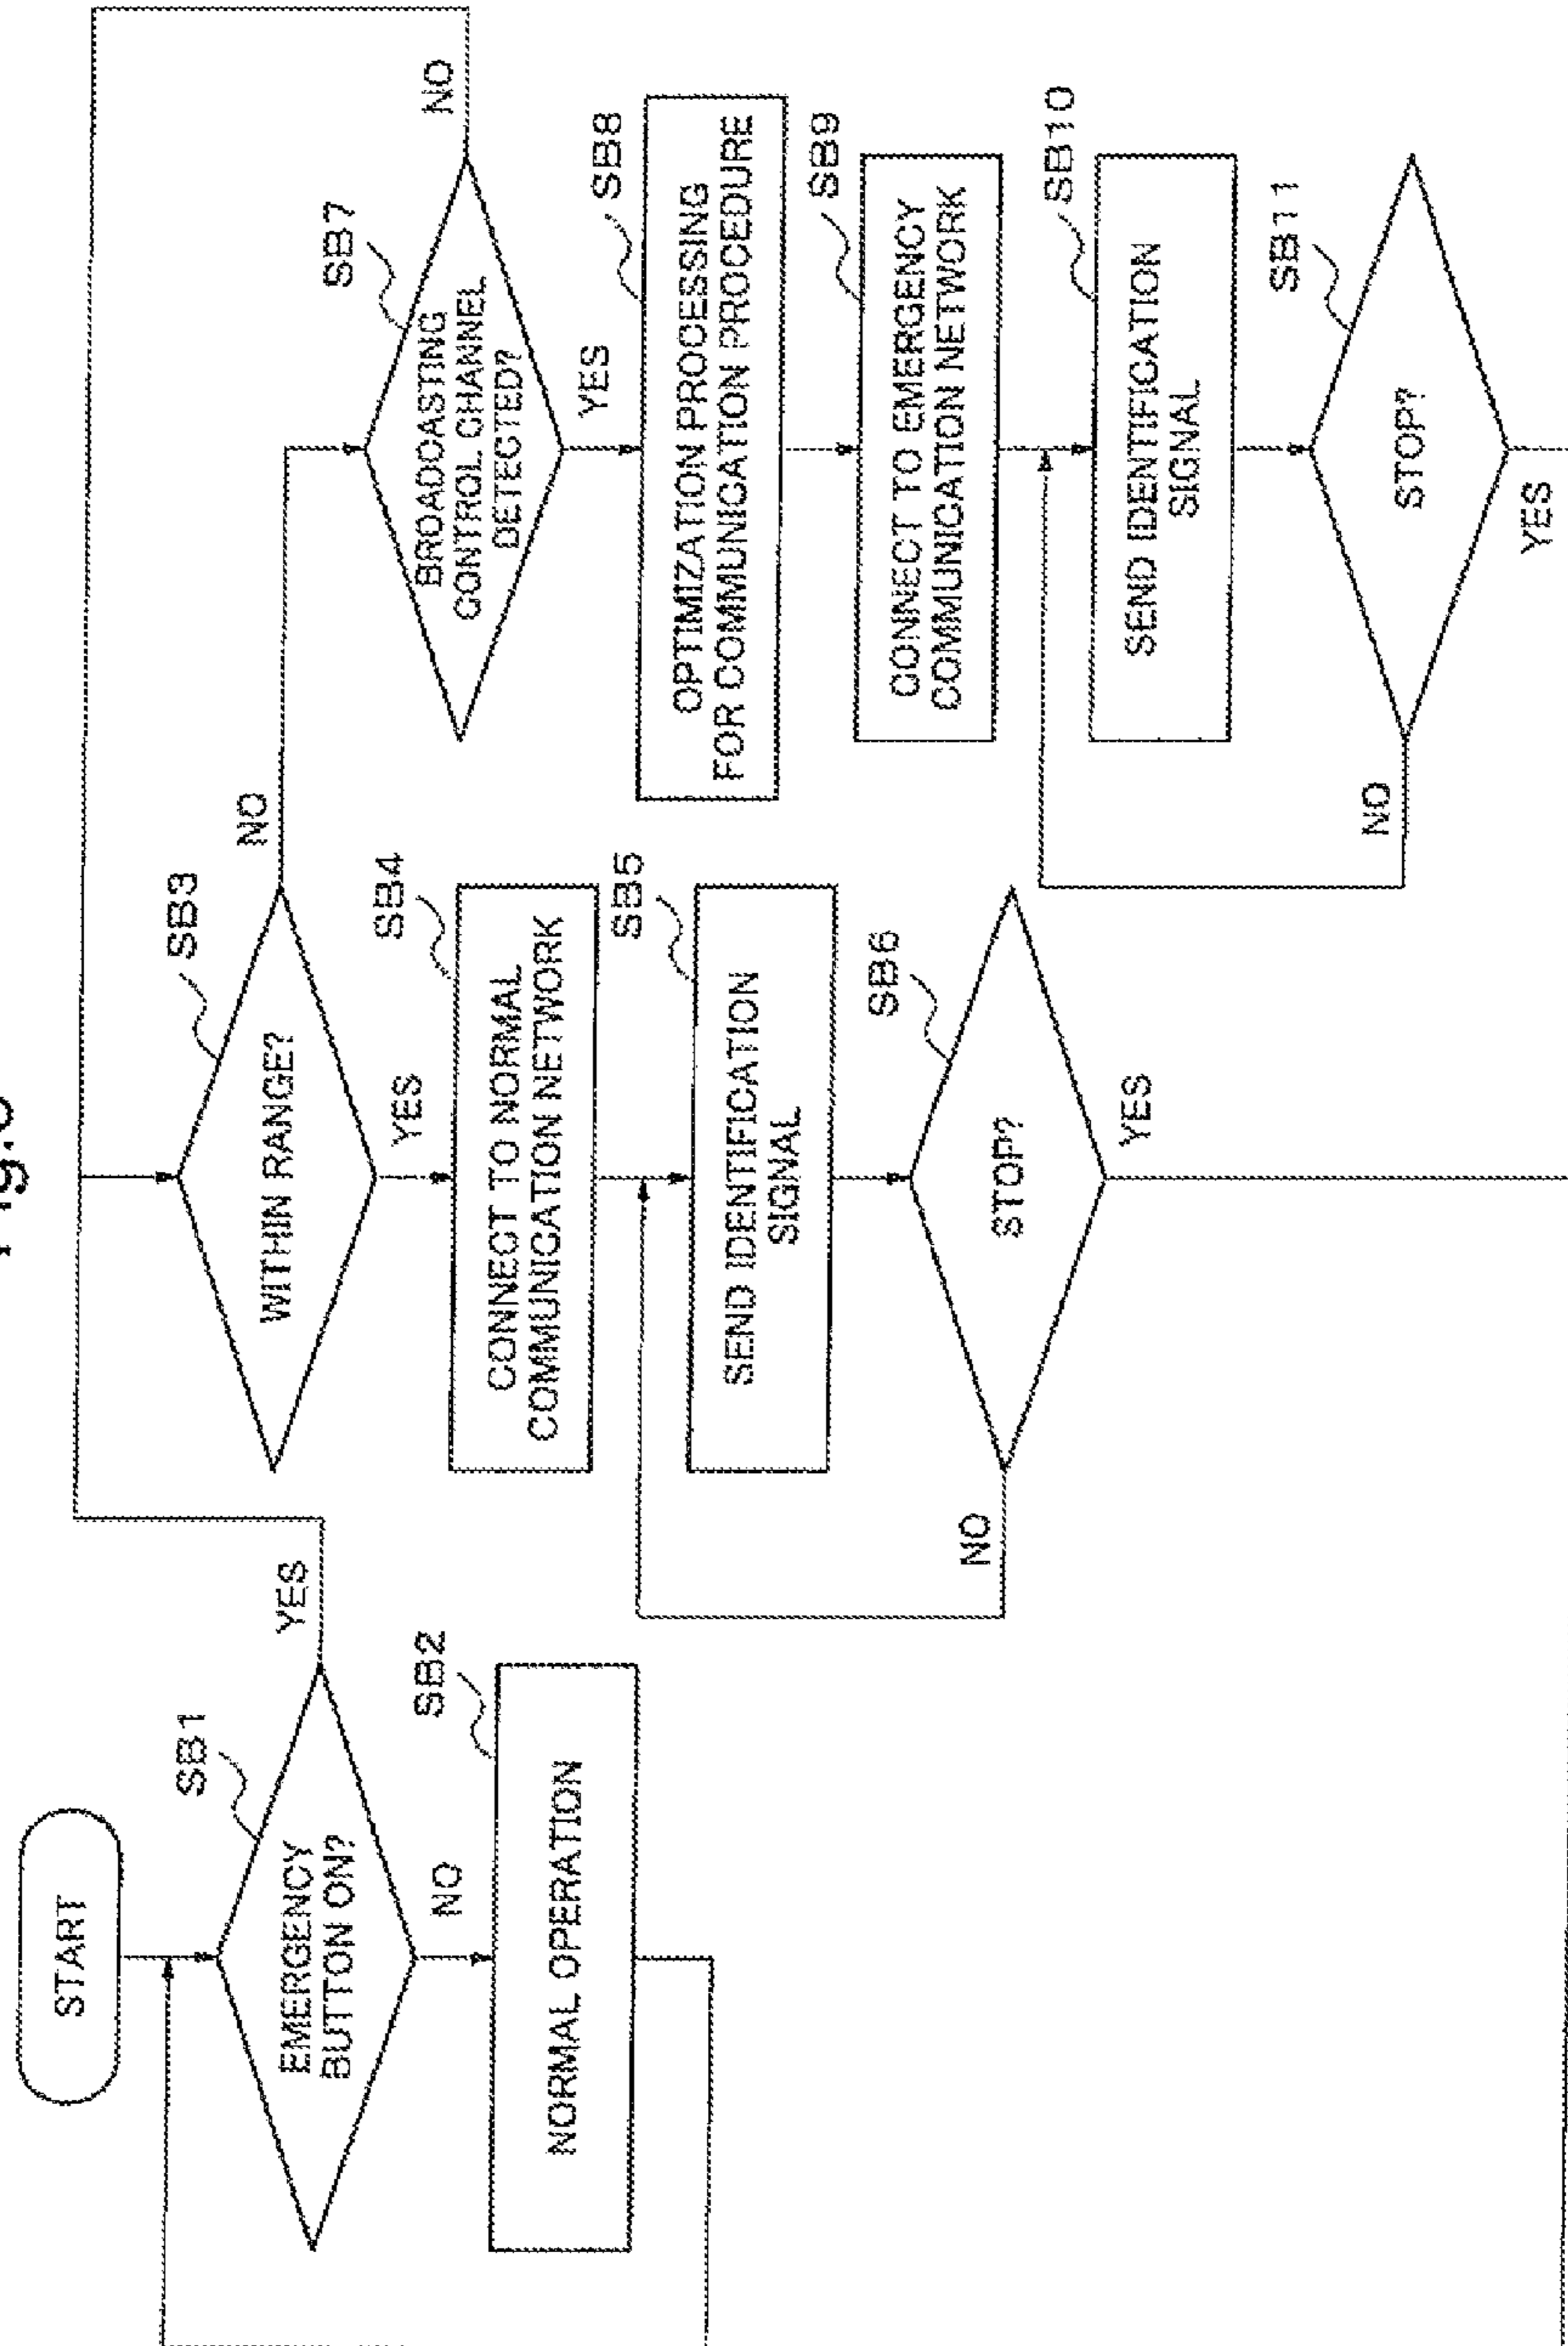 START
SB1
EMERGENCY
BUTTON ON?
YES
NO
SB2
NORMAL OPERATION
SB3
WITHIN RANGE?
NO
YES
SB4
CONNECT TO NORMAL
COMMUNICATION NETWORK
SB5
SEND IDENTIFICATION
SIGNAL
SB6
STOP?
NO
YES
SB7
BROADCASTING
CONTROL CHANNEL
DETECTED?
NO
YES
SB8
OPTIMIZATION PROCESSING
FOR COMMUNICATION PROCEDURE
SB9
CONNECT TO EMERGENCY
COMMUNICATION NETWORK
SB10
SEND IDENTIFICATION
SIGNAL
SB11
STOP?
NO
YES